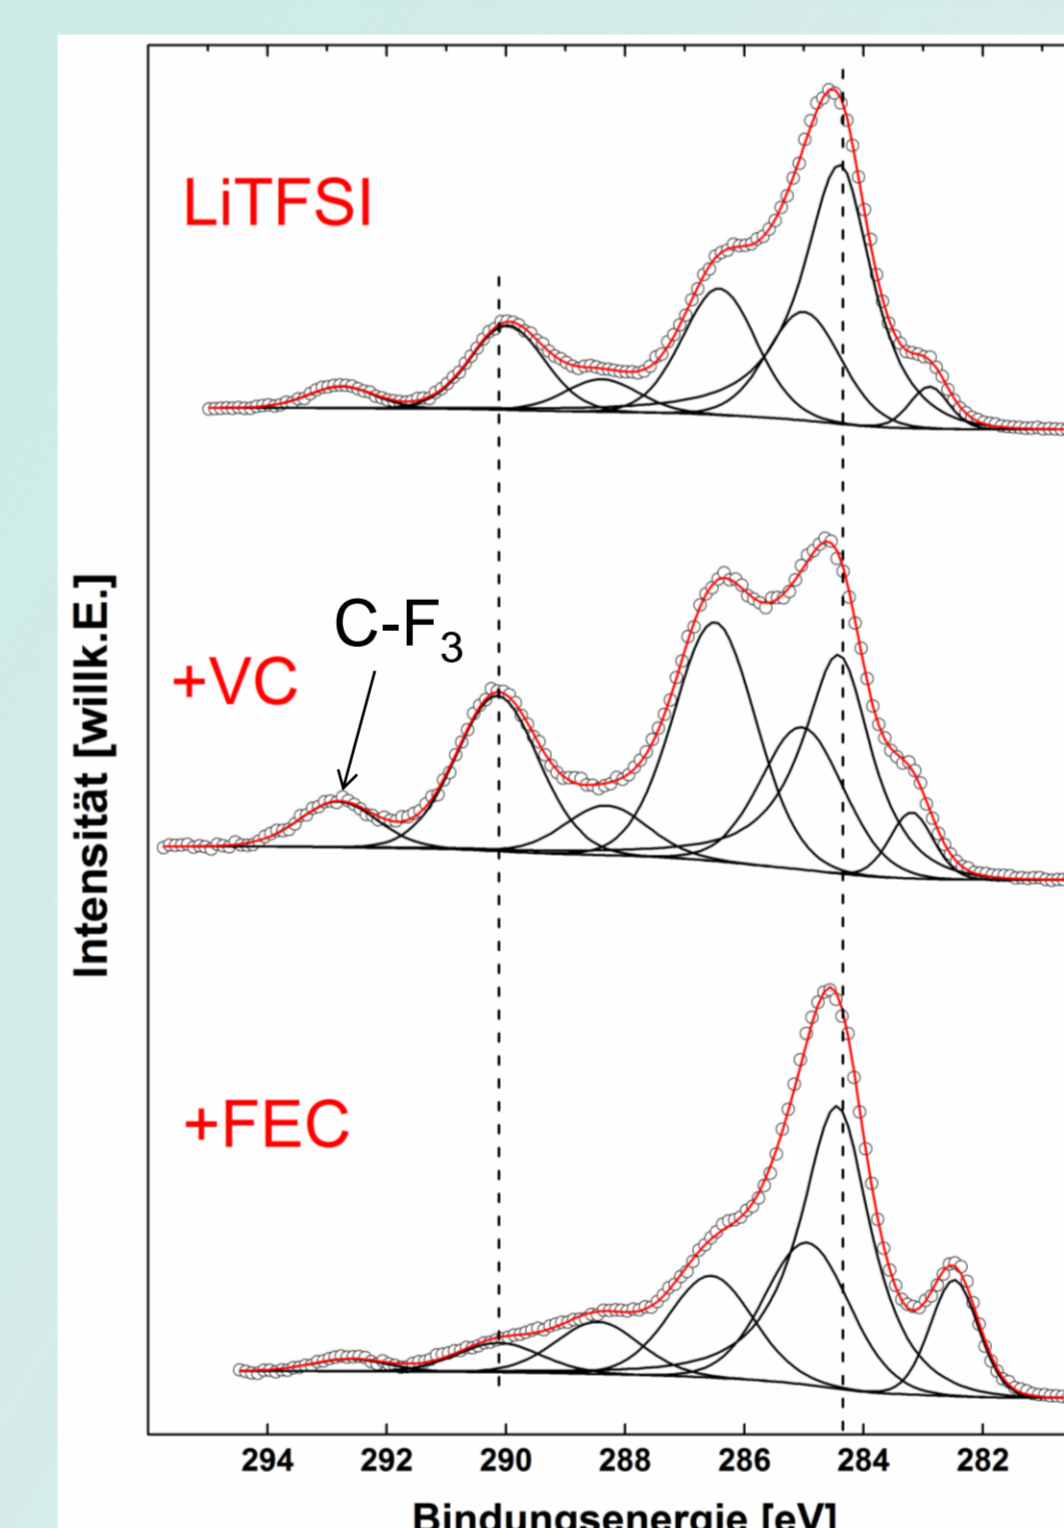 LiTFSI
C-F₃
+VC
+FEC
Intensität [willk.E.]
294 292 290 288 286 284 282
Bindungsenergie [eV]